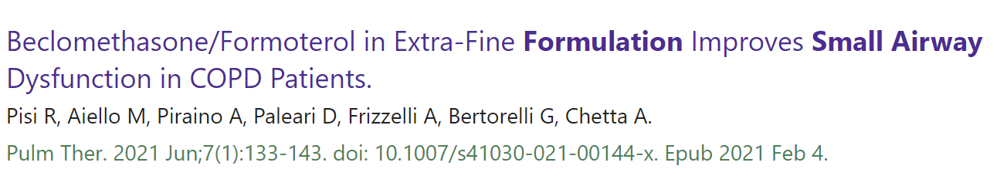 Beclomethasone/Formoterol in Extra-Fine Formulation Improves Small Airway
Dysfunction in COPD Patients.
Pisi R, Aiello M, Piraino A, Paleari D, Frizzelli A, Bertorelli G, Chetta A.
Pulm Ther. 2021 Jun;7(1):133-143. doi: 10.1007/s41030-021-00144-x. Epub 2021 Feb 4.